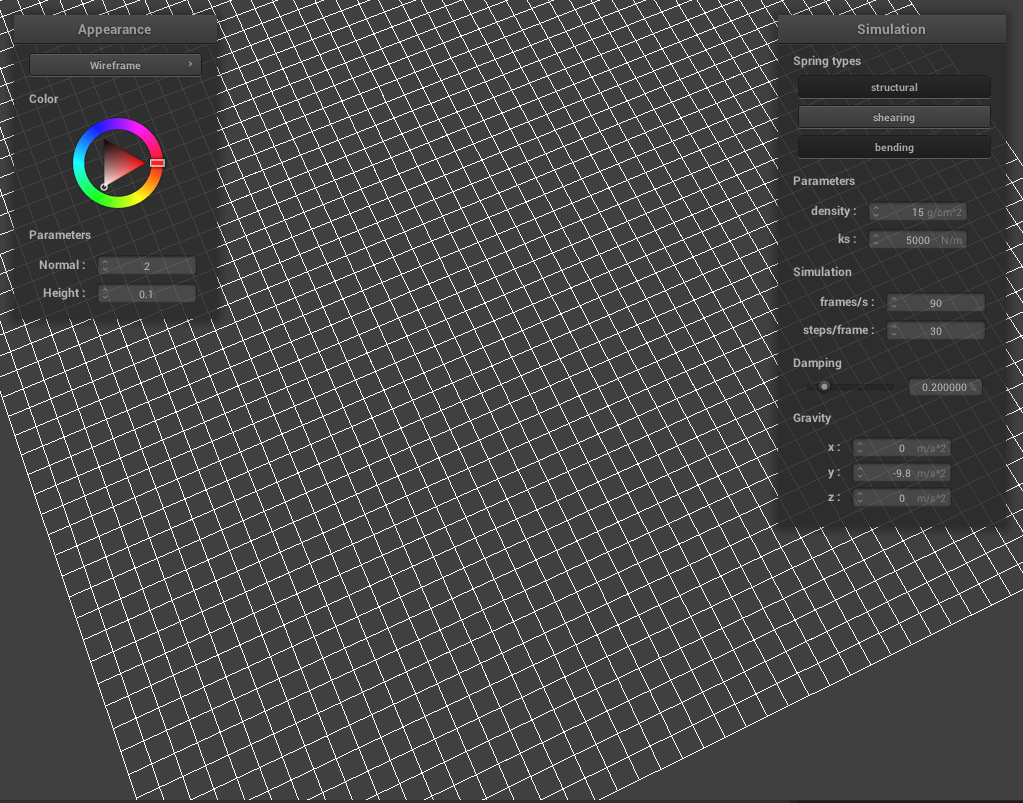 Appearance
Wireframe
Color
Parameters
Normal : 2
Height : 0.1
Simulation
Spring types
structural
shearing
bending
Parameters
density : 15 g/cm^2
ks : 5000 N/m
Simulation
frames/s : 90
steps/frame : 30
Damping
0.200000 %
Gravity
x : 0 m/s^2
y : -9.8 m/s^2
z : 0 m/s^2